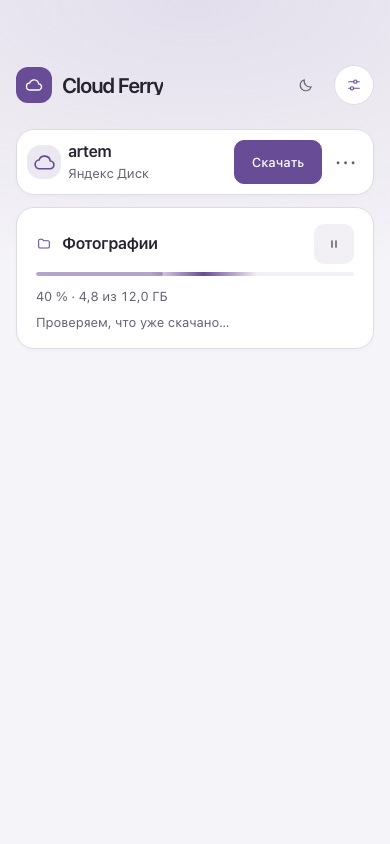 Cloud Ferry
artem
Яндекс Диск
Скачать
Фотографии
40 % · 4,8 из 12,0 ГБ
Проверяем, что уже скачано...